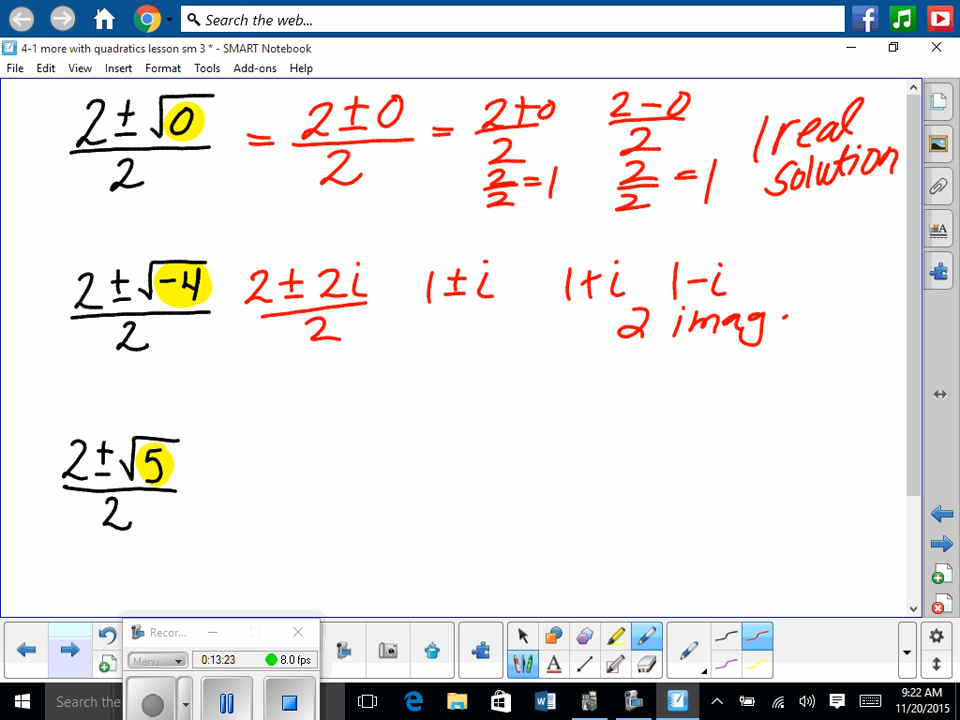 Search the web...
4-1 more with quadratics lesson sm 3 * - SMART Notebook
File Edit View Insert Format Tools Add-ons Help
2 ± √0 / 2 = 2 ± 0 / 2 = 2+0 / 2 2-0 / 2 1 real solution
2/2 = 1 2/2 = 1
2 ± √-4 / 2 2 ± 2i / 2 1 ± i 1+i 1-i
2 imag.
2 ± √5 / 2
Recor...
Menu 0:13:23 8.0 fps
Search the
9:22 AM
11/20/2015